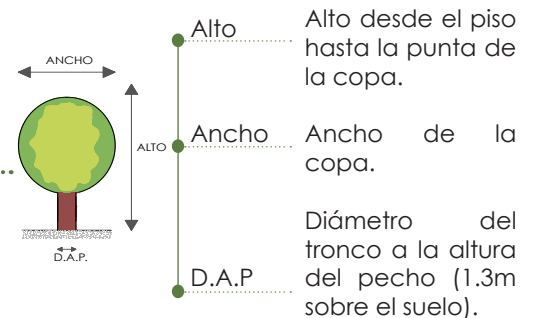 ANCHO
ALTO
D.A.P.
Alto
Alto desde el piso
hasta la punta de
la copa.
Ancho
Ancho de la
copa.
D.A.P
Diámetro del
tronco a la altura
del pecho (1.3m
sobre el suelo).